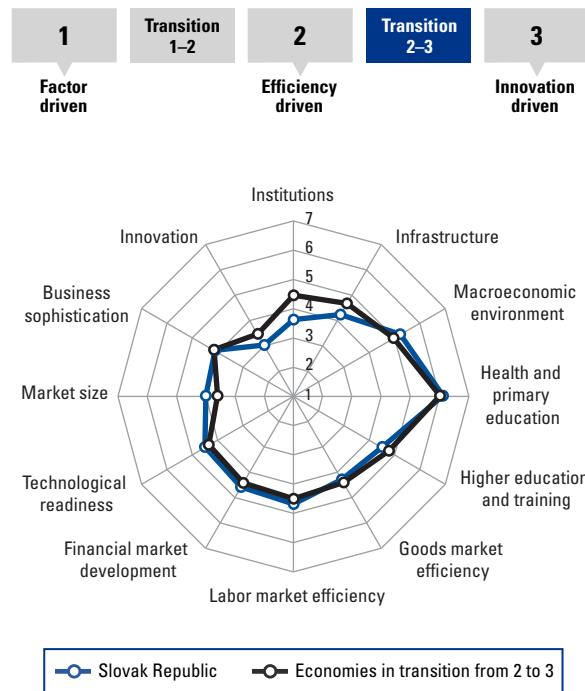 1
Transition
1–2
2
Transition
2–3
3
Factor
driven
Efficiency
driven
Innovation
driven
Institutions
7
Innovation
Infrastructure
6
Business
sophistication
5
Macroeconomic
environment
4
3
2
Market size
1
Health and
primary
education
Technological
readiness
Higher education
and training
Financial market
development
Goods market
efficiency
Labor market efficiency
Slovak Republic
Economies in transition from 2 to 3